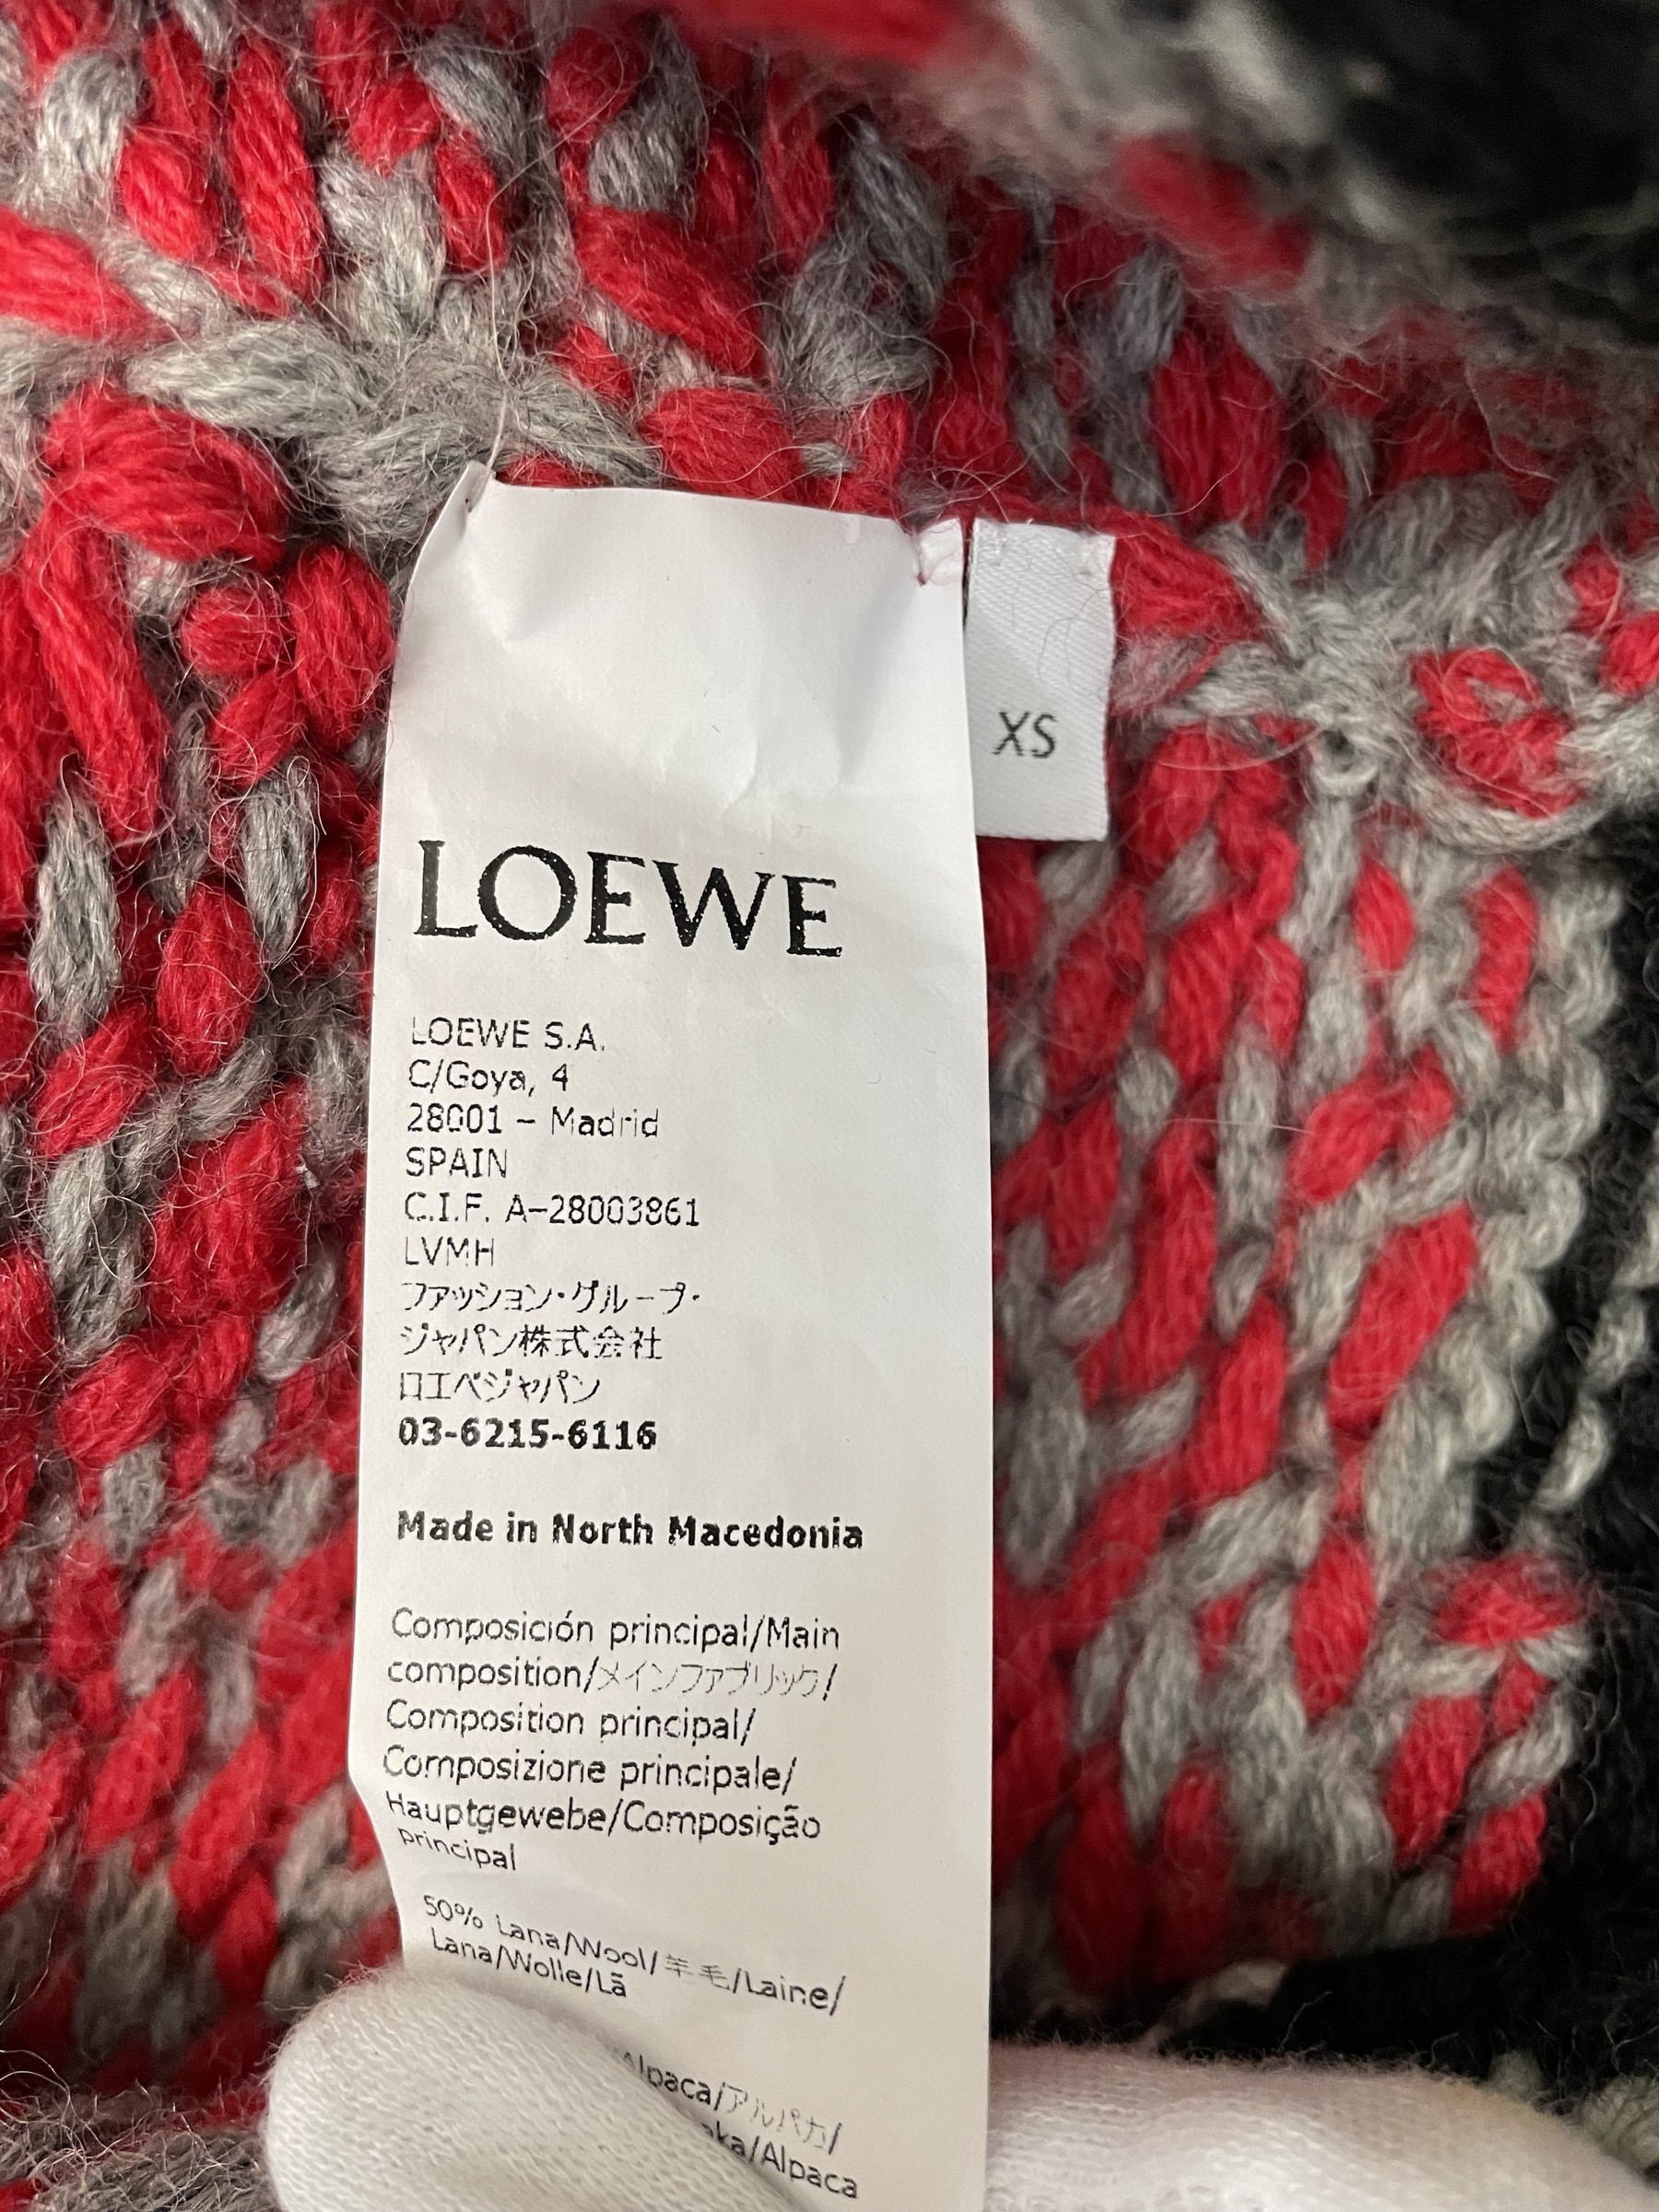 XS
LOEWE
LOEWE S.A.
C/Goya, 4
28001 – Madrid
SPAIN
C.I.F. A-28003861
LVMH
ファッション・グループ・
ジャパン株式会社
ロエベジャパン
03-6215-6116
Made in North Macedonia
Composición principal/Main
composition/メインファブリック/
Composition principal/
Composizione principale/
Hauptgewebe/Composição
principal
50% Lana/Wool/羊毛/Laine/
Lana/Wolle/Lã
Alpaca/アルパカ/
/Alpaca